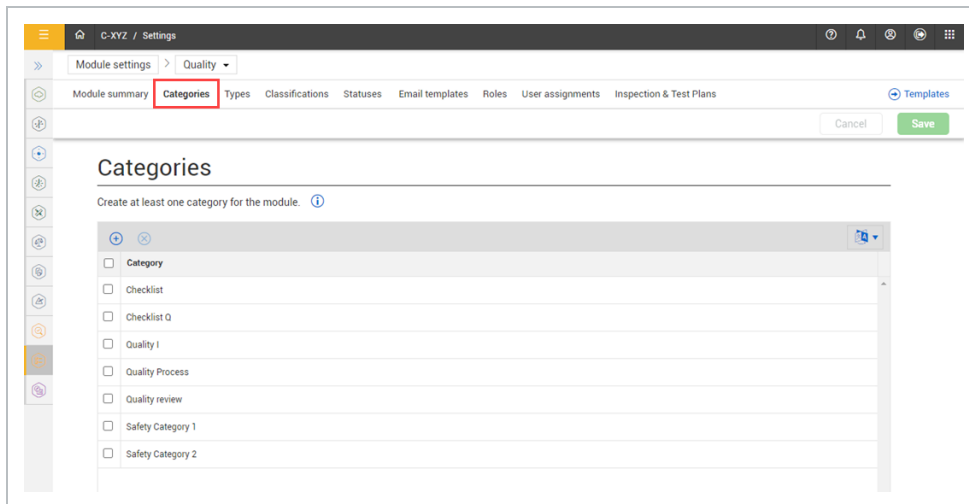 C-XYZ / Settings
Module settings > Quality
Module summary Categories Types Classifications Statuses Email templates Roles User assignments Inspection & Test Plans Templates
Cancel Save
Categories
Create at least one category for the module.
Category
Checklist
Checklist Q
Quality I
Quality Process
Quality review
Safety Category 1
Safety Category 2